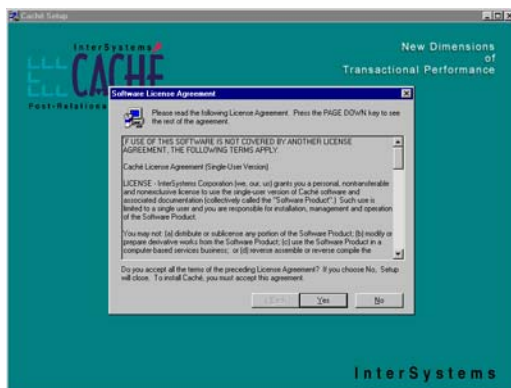 Caché Setup
InterSystems
CACHÉ
Post-Relationa
New Dimensions
of
Transactional Performance
Software License Agreement
Please read the following License Agreement. Press the PAGE DOWN key to see
the rest of the agreement.
IF USE OF THIS SOFTWARE IS NOT COVERED BY ANOTHER LICENSE
AGREEMENT, THE FOLLOWING TERMS APPLY:
Caché License Agreement (Single-User Version)
LICENSE - InterSystems Corporation (we, our, us) grants you a personal, nontransferable
and nonexclusive license to use the single-user version of Caché software and
associated documentation (collectively called the "Software Product".) Such use is
limited to a single user and you are responsible for installation, management and operation
of the Software Product.
You may not: (a) distribute or sublicense any portion of the Software Product; (b) modify or
prepare derivative works from the Software Product; (c) use the Software Product in a
computer-based services business; or (d) reverse assemble or reverse compile the
Do you accept all the terms of the preceding License Agreement? If you choose No, Setup
will close. To install Caché, you must accept this agreement.
< Back
Yes
No
InterSystems